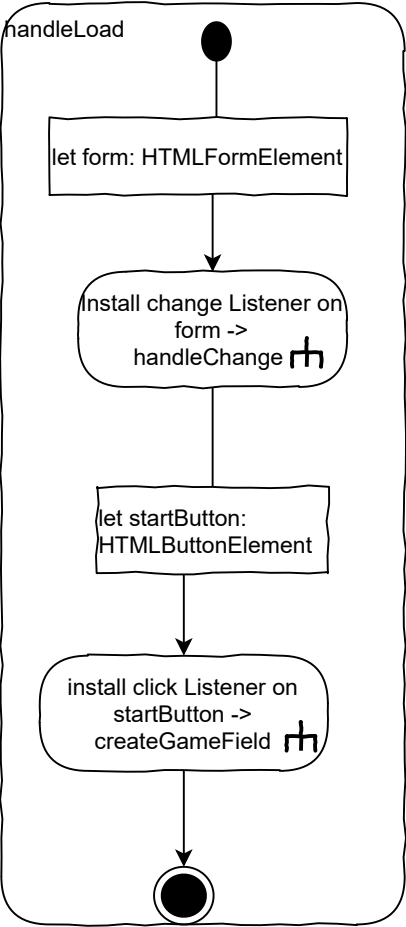 handleLoad
let form: HTMLFormElement
Install change Listener on
form ->
handleChange
let startButton:
HTMLButtonElement
install click Listener on
startButton ->
createGameField